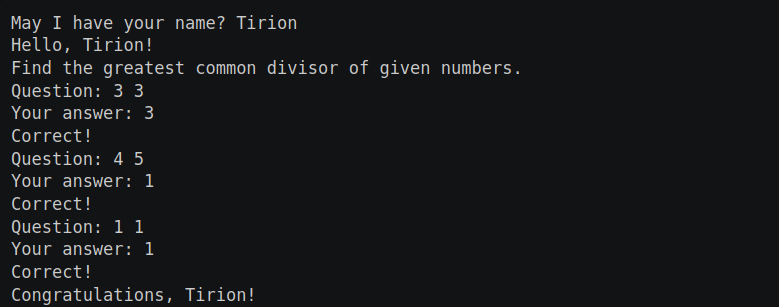 May I have your name? Tirion
Hello, Tirion!
Find the greatest common divisor of given numbers.
Question: 3 3
Your answer: 3
Correct!
Question: 4 5
Your answer: 1
Correct!
Question: 1 1
Your answer: 1
Correct!
Congratulations, Tirion!